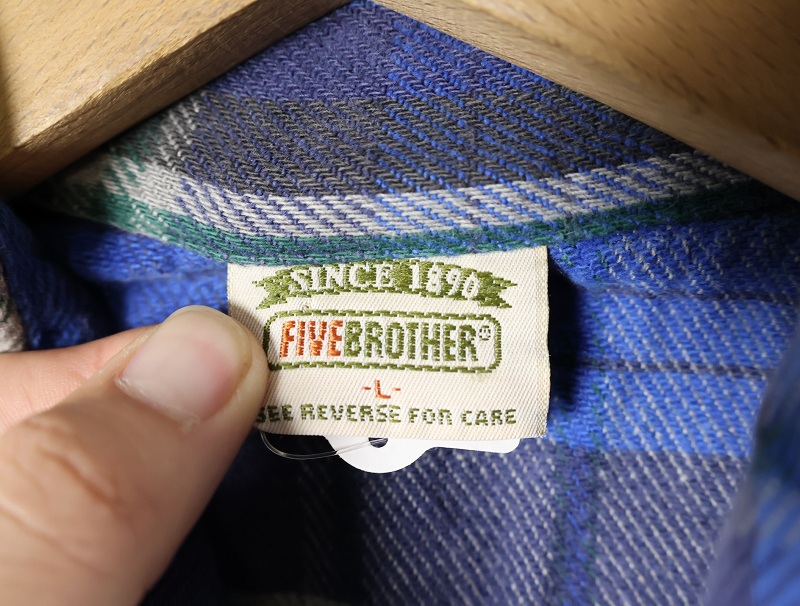 SINCE 1890
FIVEBROTHER®
-L-
SEE REVERSE FOR CARE